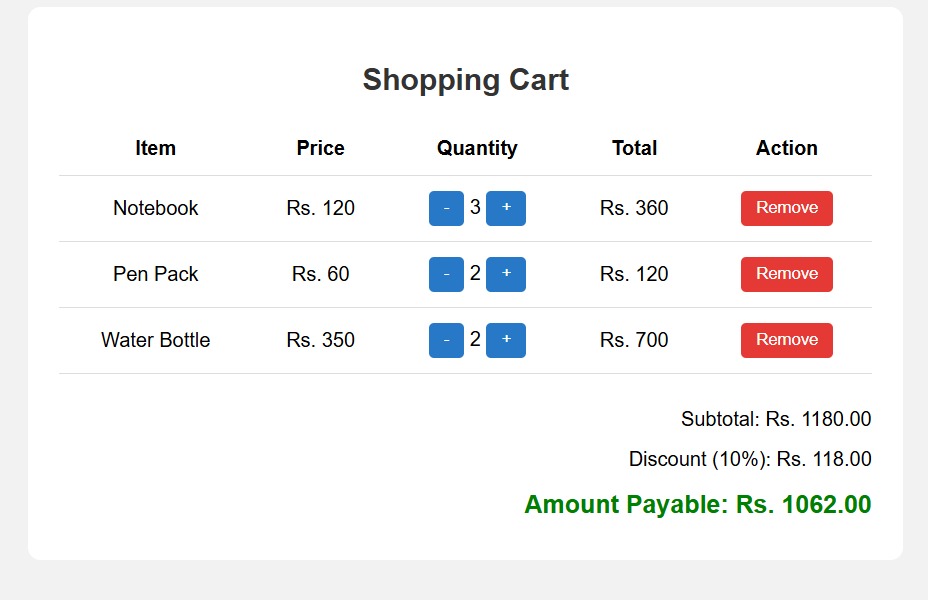 Shopping Cart
Item Price Quantity Total Action
Notebook Rs. 120 - 3 + Rs. 360 Remove
Pen Pack Rs. 60 - 2 + Rs. 120 Remove
Water Bottle Rs. 350 - 2 + Rs. 700 Remove
Subtotal: Rs. 1180.00
Discount (10%): Rs. 118.00
Amount Payable: Rs. 1062.00